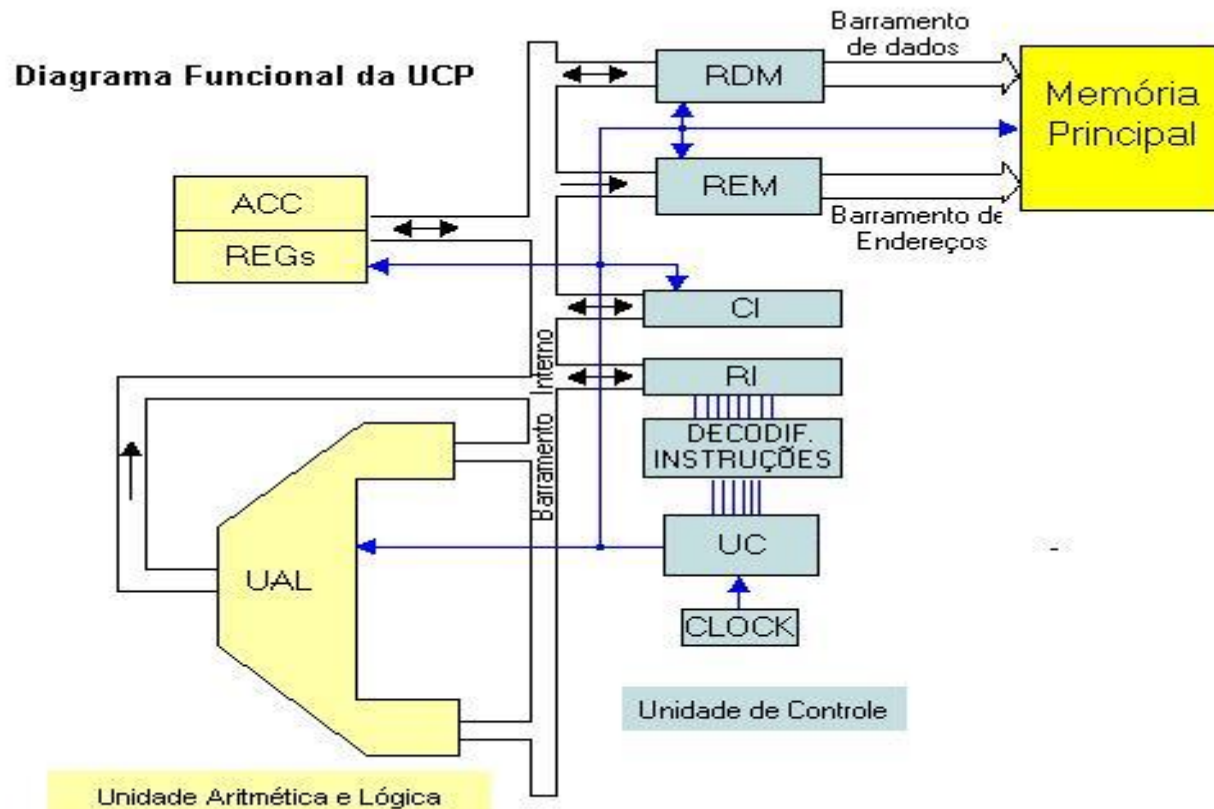 Diagrama Funcional da UCP
Barramento
de dados
RDM
Memória
Principal
REM
Barramento de
Endereços
ACC
REGs
CI
RI
DECODIF.
INSTRUÇÕES
UC
CLOCK
Barramento Interno
UAL
Unidade de Controle
Unidade Aritmética e Lógica